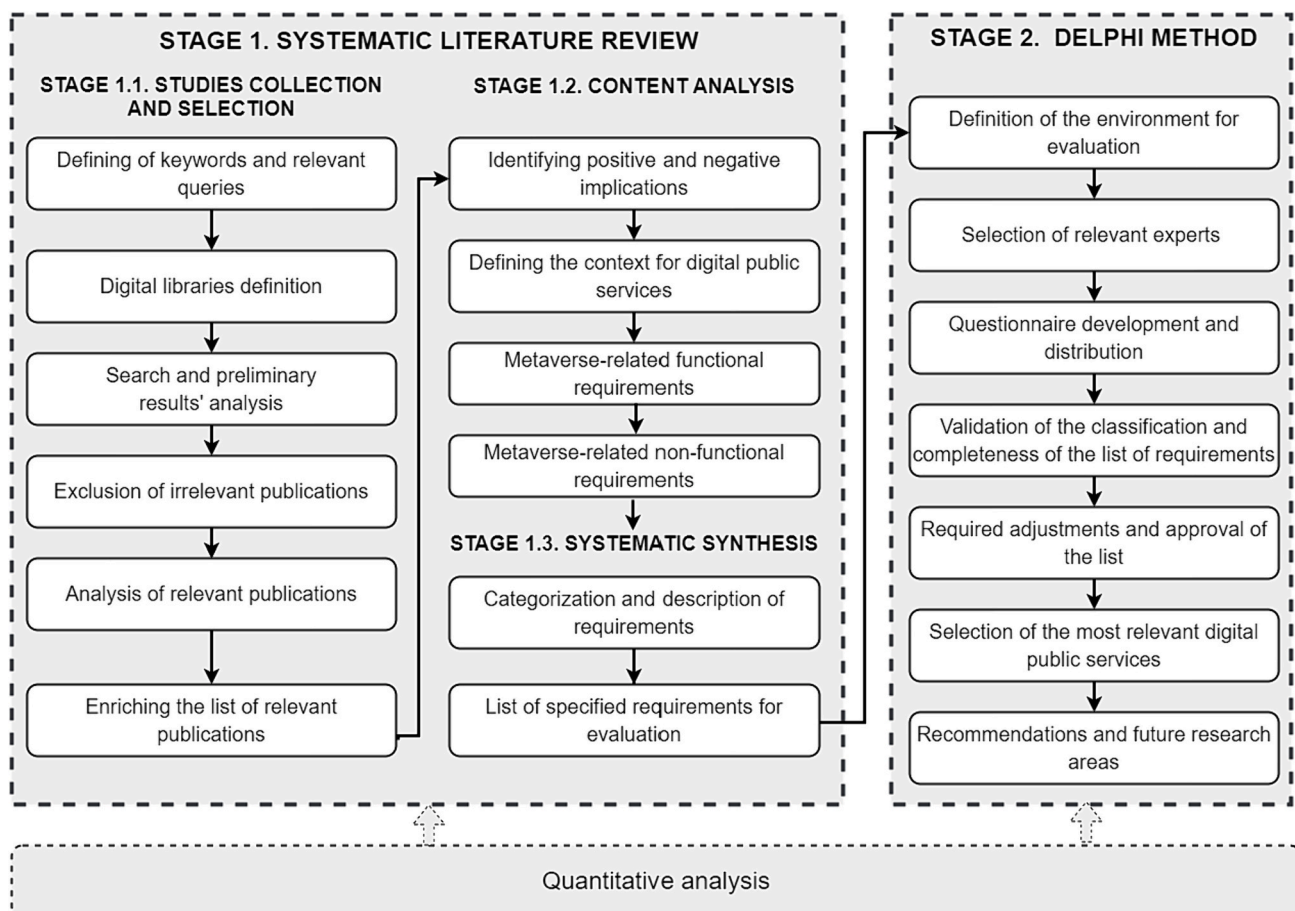 STAGE 1. SYSTEMATIC LITERATURE REVIEW
STAGE 1.1. STUDIES COLLECTION
AND SELECTION
Defining of keywords and relevant
queries
Digital libraries definition
Search and preliminary
results' analysis
Exclusion of irrelevant publications
Analysis of relevant publications
Enriching the list of relevant
publications
STAGE 1.2. CONTENT ANALYSIS
Identifying positive and negative
implications
Defining the context for digital public
services
Metaverse-related functional
requirements
Metaverse-related non-functional
requirements
STAGE 1.3. SYSTEMATIC SYNTHESIS
Categorization and description of
requirements
List of specified requirements for
evaluation
STAGE 2. DELPHI METHOD
Definition of the environment for
evaluation
Selection of relevant experts
Questionnaire development and
distribution
Validation of the classification and
completeness of the list of requirements
Required adjustments and approval of
the list
Selection of the most relevant digital
public services
Recommendations and future research
areas
Quantitative analysis